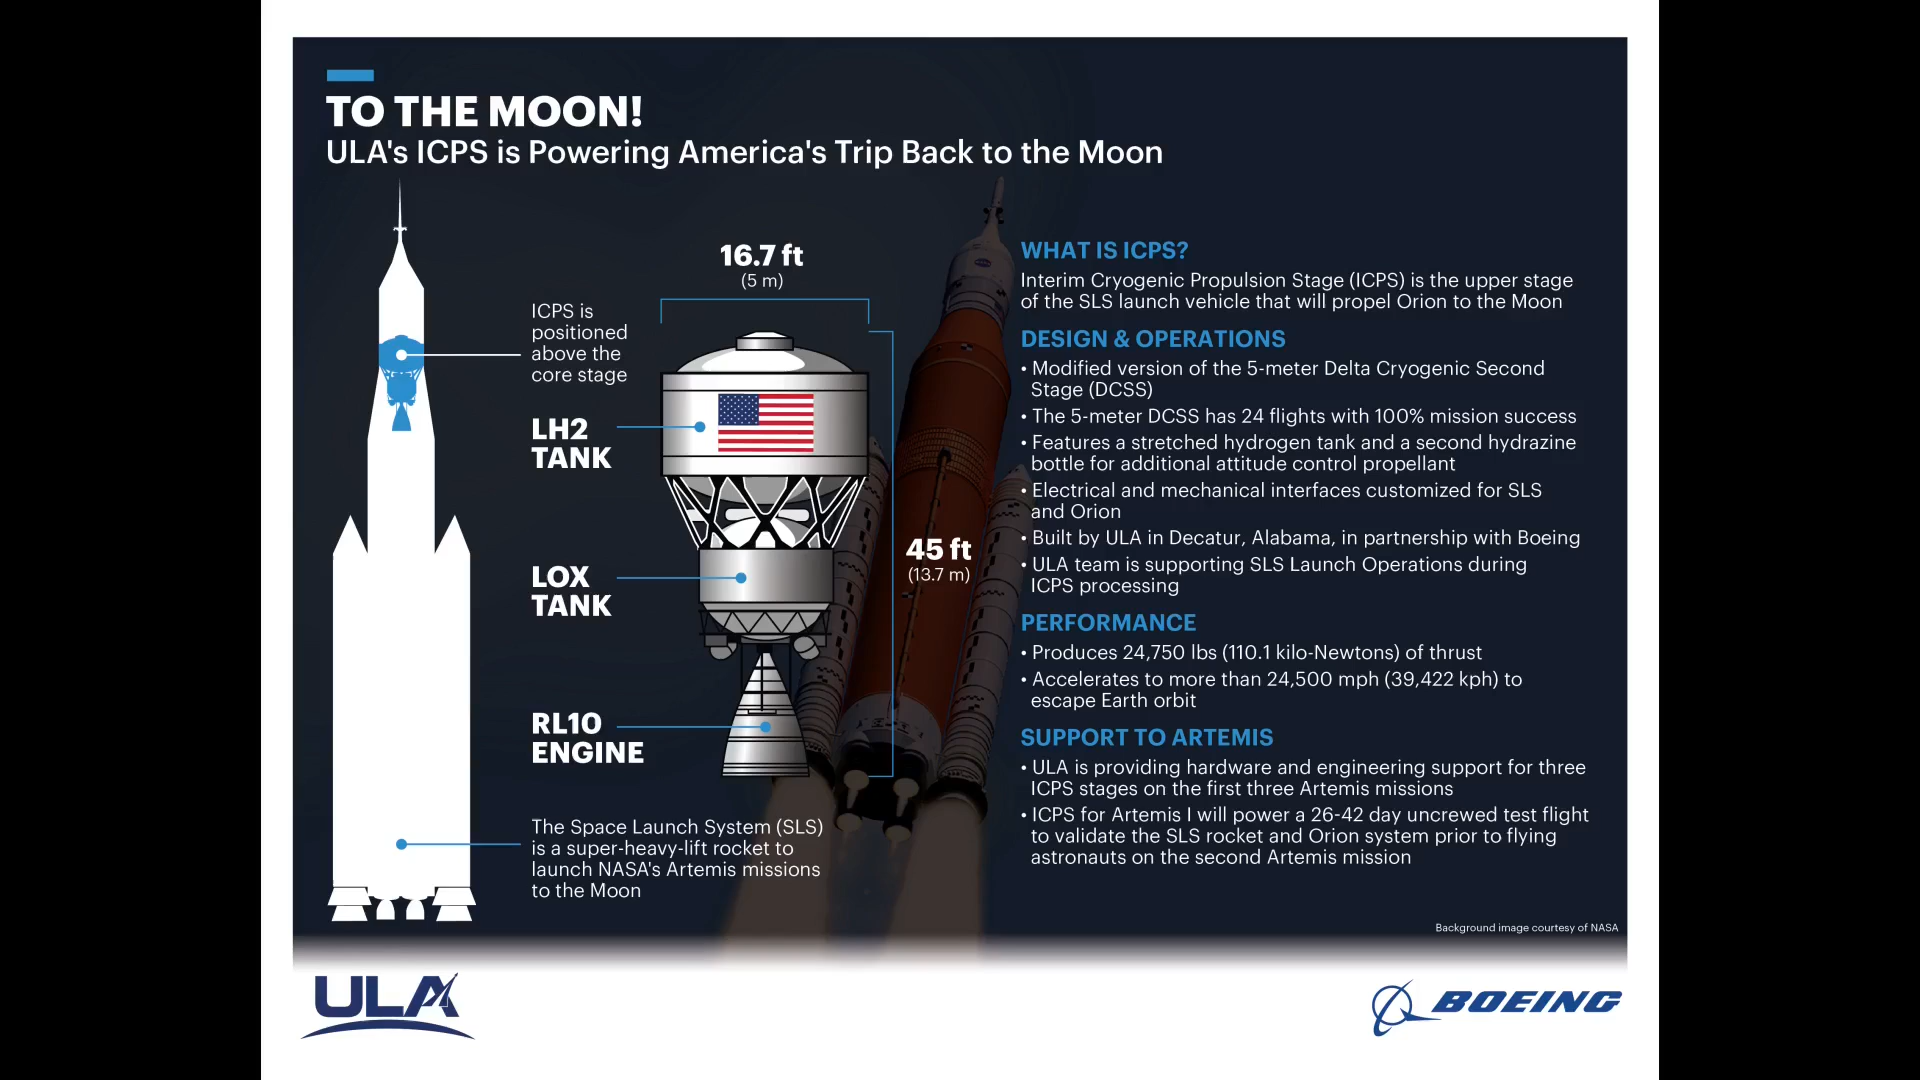 TO THE MOON!
ULA's ICPS is Powering America's Trip Back to the Moon
ICPS is
positioned
above the
core stage
16.7 ft
(5 m)
LH2
TANK
45 ft
(13.7 m)
LOX
TANK
RL10
ENGINE
The Space Launch System (SLS)
is a super-heavy-lift rocket to
launch NASA's Artemis missions
to the Moon
WHAT IS ICPS?
Interim Cryogenic Propulsion Stage (ICPS) is the upper stage
of the SLS launch vehicle that will propel Orion to the Moon
DESIGN & OPERATIONS
• Modified version of the 5-meter Delta Cryogenic Second
Stage (DCSS)
• The 5-meter DCSS has 24 flights with 100% mission success
• Features a stretched hydrogen tank and a second hydrazine
bottle for additional attitude control propellant
• Electrical and mechanical interfaces customized for SLS
and Orion
• Built by ULA in Decatur, Alabama, in partnership with Boeing
• ULA team is supporting SLS Launch Operations during
ICPS processing
PERFORMANCE
• Produces 24,750 lbs (110.1 kilo-Newtons) of thrust
• Accelerates to more than 24,500 mph (39,422 kph) to
escape Earth orbit
SUPPORT TO ARTEMIS
• ULA is providing hardware and engineering support for three
ICPS stages on the first three Artemis missions
• ICPS for Artemis I will power a 26-42 day uncrewed test flight
to validate the SLS rocket and Orion system prior to flying
astronauts on the second Artemis mission
Background image courtesy of NASA
ULA
BOEING